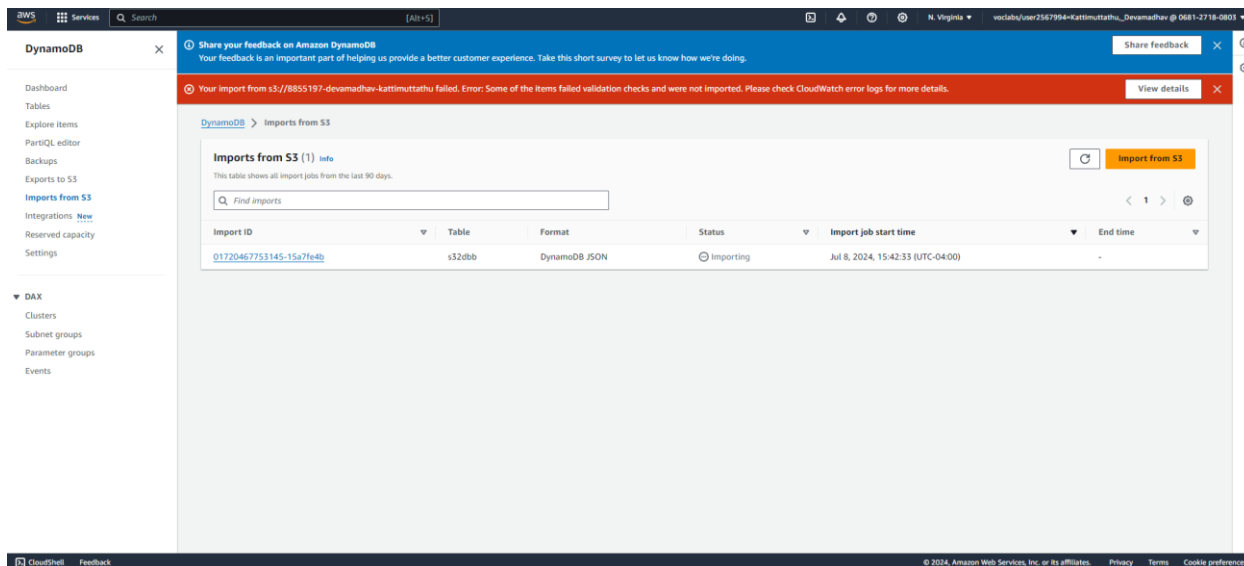 aws Services Search [Alt+S] N. Virginia voclabs/user2567994=Kattimuttathu,_Devamadhav @ 0681-2718-0803
DynamoDB
Dashboard
Tables
Explore items
PartiQL editor
Backups
Exports to S3
Imports from S3
Integrations New
Reserved capacity
Settings
DAX
Clusters
Subnet groups
Parameter groups
Events
Share your feedback on Amazon DynamoDB
Your feedback is an important part of helping us provide a better customer experience. Take this short survey to let us know how we're doing.
Share feedback
Your import from s3://8855197-devamadhav-kattimuttathu failed. Error: Some of the items failed validation checks and were not imported. Please check CloudWatch error logs for more details.
View details
DynamoDB > Imports from S3
Imports from S3 (1) Info
This table shows all import jobs from the last 90 days.
Import from S3
Find imports
1
Import ID Table Format Status Import job start time End time
01720467753145-15a7fe4b s32dbb DynamoDB JSON Importing Jul 8, 2024, 15:42:33 (UTC-04:00) -
CloudShell Feedback © 2024, Amazon Web Services, Inc. or its affiliates. Privacy Terms Cookie preference